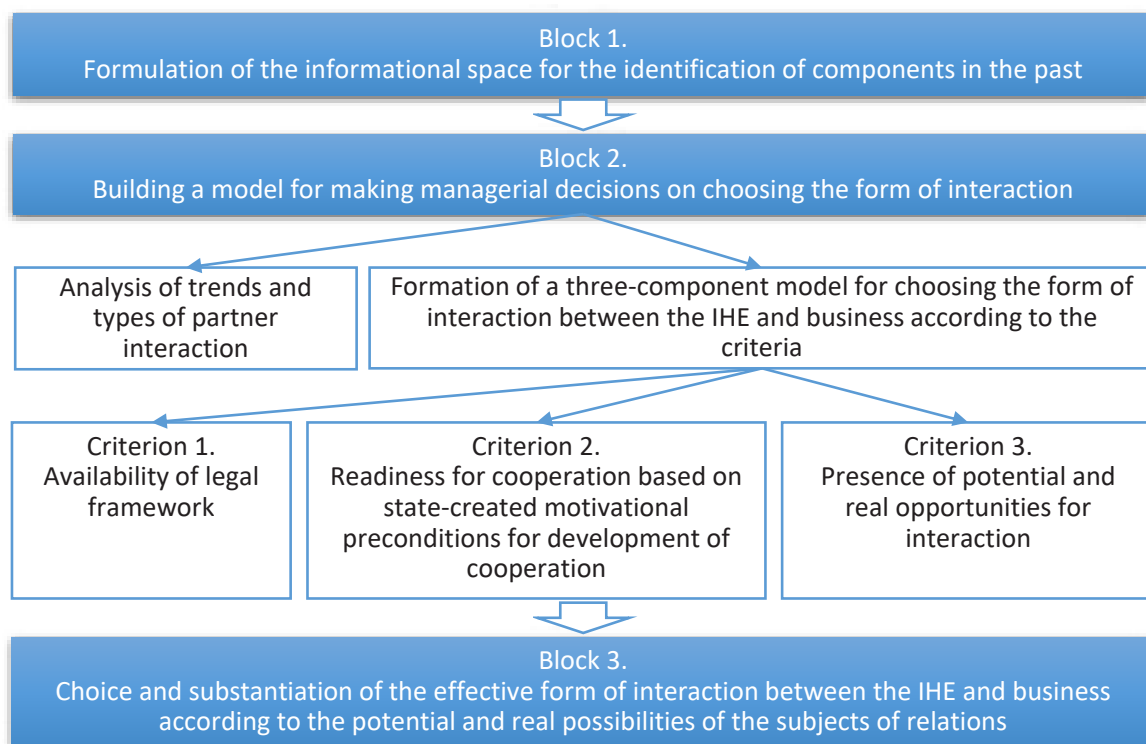 Block 1.
Formulation of the informational space for the identification of components in the past
Block 2.
Building a model for making managerial decisions on choosing the form of interaction
Analysis of trends and
types of partner
interaction
Formation of a three-component model for choosing the form of
interaction between the IHE and business according to the
criteria
Criterion 1.
Availability of legal
framework
Criterion 2.
Readiness for cooperation based on
state-created motivational
preconditions for development of
cooperation
Criterion 3.
Presence of potential and
real opportunities for
interaction
Block 3.
Choice and substantiation of the effective form of interaction between the IHE and business
according to the potential and real possibilities of the subjects of relations